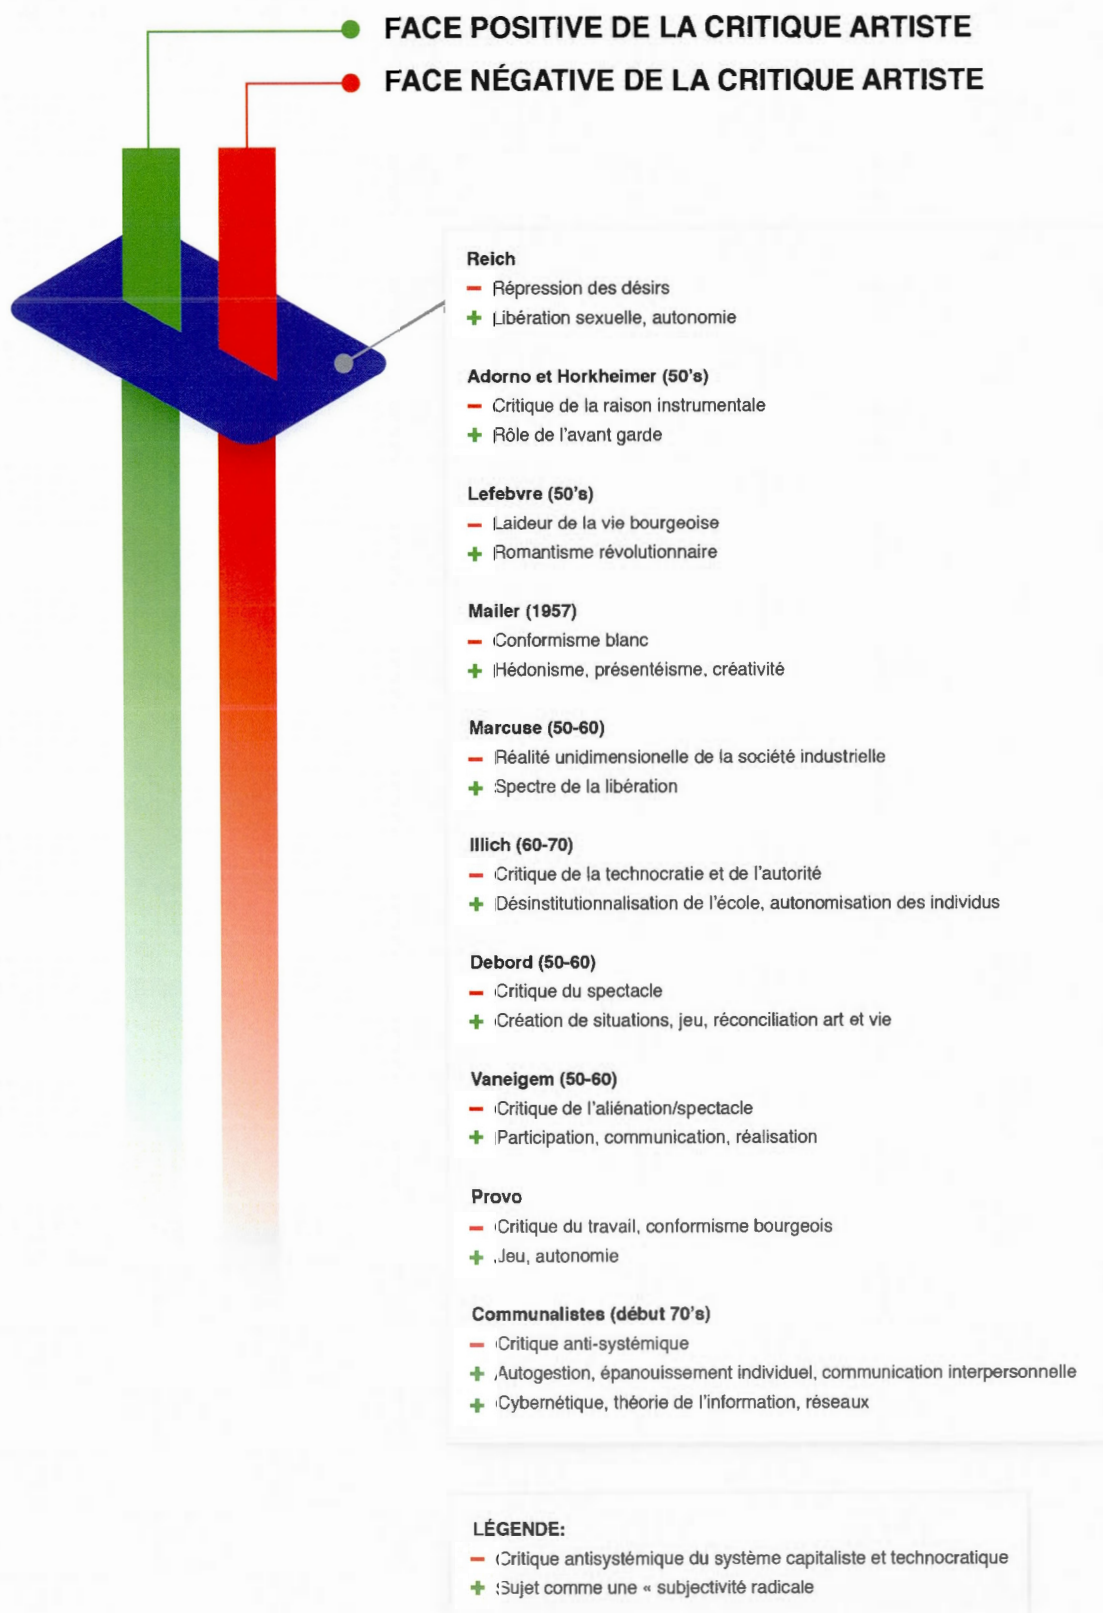 FACE POSITIVE DE LA CRITIQUE ARTISTE
FACE NÉGATIVE DE LA CRITIQUE ARTISTE
Reich
− Répression des désirs
+ Libération sexuelle, autonomie
Adorno et Horkheimer (50's)
− Critique de la raison instrumentale
+ Rôle de l'avant garde
Lefebvre (50's)
− Laideur de la vie bourgeoise
+ Romantisme révolutionnaire
Mailer (1957)
− Conformisme blanc
+ Hédonisme, présentéisme, créativité
Marcuse (50-60)
− Réalité unidimensionelle de la société industrielle
+ Spectre de la libération
Illich (60-70)
− Critique de la technocratie et de l'autorité
+ Désinstitutionnalisation de l'école, autonomisation des individus
Debord (50-60)
− Critique du spectacle
+ Création de situations, jeu, réconciliation art et vie
Vaneigem (50-60)
− Critique de l'aliénation/spectacle
+ Participation, communication, réalisation
Provo
− Critique du travail, conformisme bourgeois
+ Jeu, autonomie
Communalistes (début 70's)
− Critique anti-systémique
+ Autogestion, épanouissement individuel, communication interpersonnelle
+ Cybernétique, théorie de l'information, réseaux
LÉGENDE:
− Critique antisystémique du système capitaliste et technocratique
+ Sujet comme une « subjectivité radicale